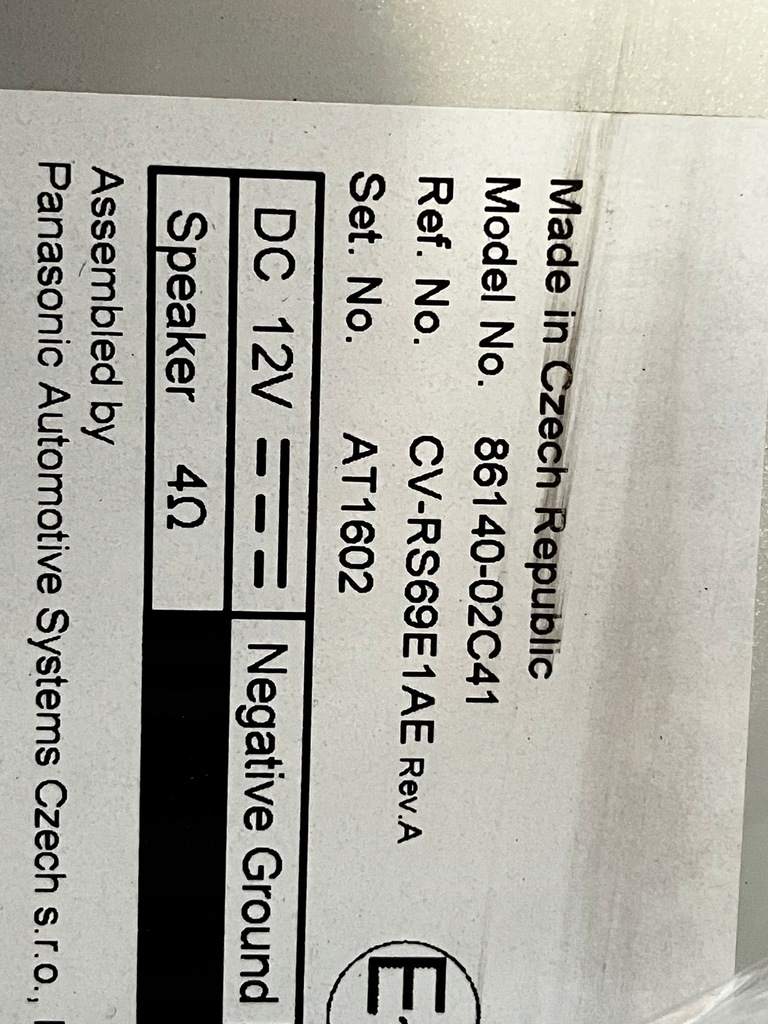 Made in Czech Republic
Model No. 86140-02C41
Ref. No. CV-RS69E1AE Rev.A
Set. No. AT1602
DC 12V Negative Ground
Speaker 4Ω
Assembled by
Panasonic Automotive Systems Czech s.r.o.,
E